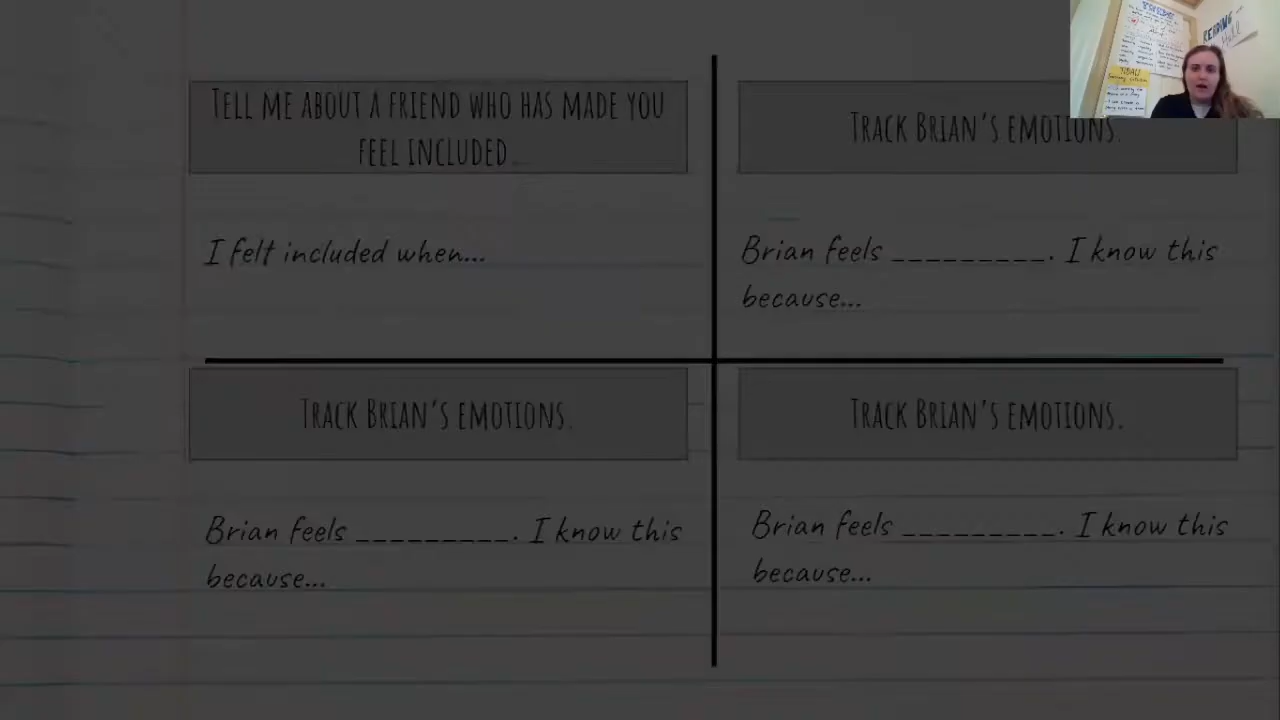 TELL ME ABOUT A FRIEND WHO HAS MADE YOU
FEEL INCLUDED
I felt included when...
TRACK BRIAN'S EMOTIONS.
Brian feels _________. I know this
because...
TRACK BRIAN'S EMOTIONS.
Brian feels _________. I know this
because...
TRACK BRIAN'S EMOTIONS.
Brian feels _________. I know this
because...
READING